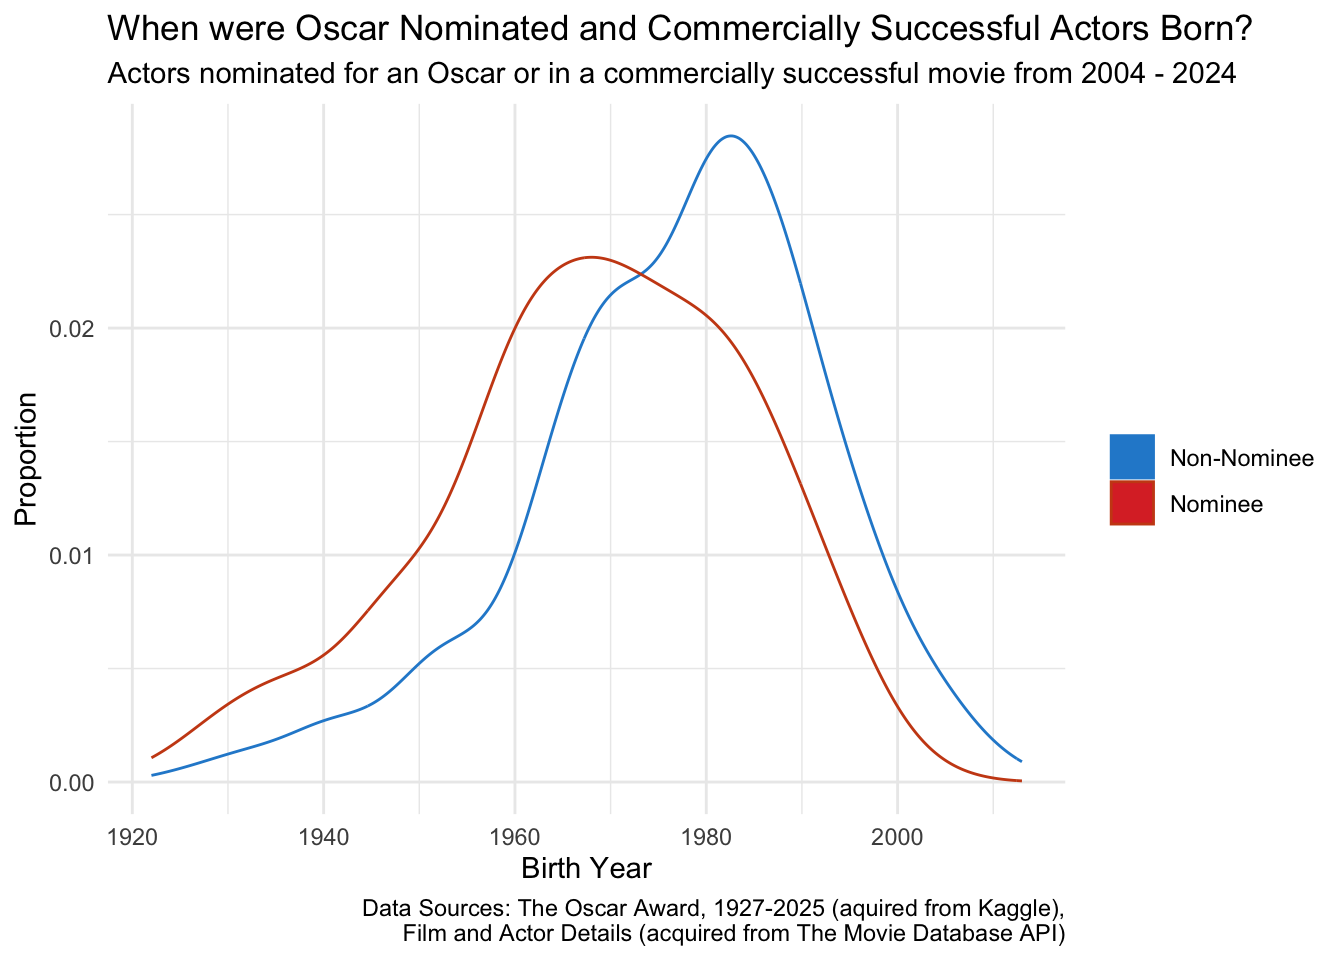 When were Oscar Nominated and Commercially Successful Actors Born?
Actors nominated for an Oscar or in a commercially successful movie from 2004 - 2024
Proportion
0.02
0.01
0.00
1920 1940 1960 1980 2000
Birth Year
Non-Nominee
Nominee
Data Sources: The Oscar Award, 1927-2025 (aquired from Kaggle),
Film and Actor Details (acquired from The Movie Database API)